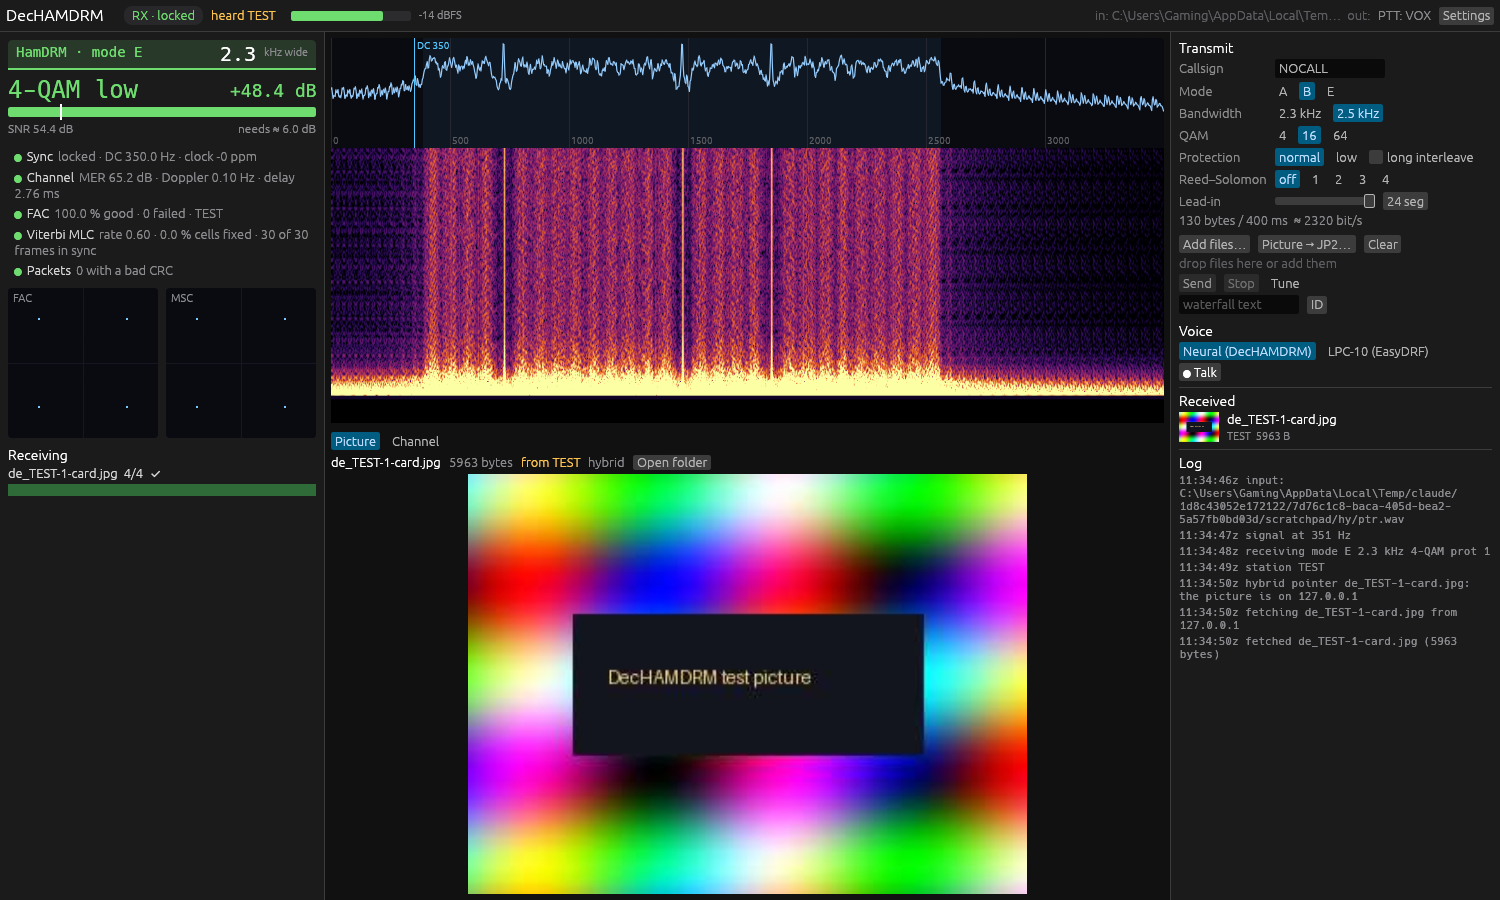 DecHAMDRM RX · locked heard TEST -14 dBFS in: C:\Users\Gaming\AppData\Local\Tem… out: PTT: VOX Settings
HamDRM · mode E 2.3 kHz wide
4-QAM low +48.4 dB
SNR 54.4 dB needs ≈ 6.0 dB
Sync locked · DC 350.0 Hz · clock -0 ppm
Channel MER 65.2 dB · Doppler 0.10 Hz · delay
2.76 ms
FAC 100.0 % good · 0 failed · TEST
Viterbi MLC rate 0.60 · 0.0 % cells fixed · 30 of 30
frames in sync
Packets 0 with a bad CRC
FAC MSC
Receiving
de_TEST-1-card.jpg 4/4 ✓
DC 350
0 500 1000 1500 2000 2500 3000
Picture Channel
de_TEST-1-card.jpg 5963 bytes from TEST hybrid Open folder
DecHAMDRM test picture
Transmit
Callsign NOCALL
Mode A B E
Bandwidth 2.3 kHz 2.5 kHz
QAM 4 16 64
Protection normal low long interleave
Reed–Solomon off 1 2 3 4
Lead-in 24 seg
130 bytes / 400 ms ≈ 2320 bit/s
Add files… Picture → JP2… Clear
drop files here or add them
Send Stop Tune
waterfall text ID
Voice
Neural (DecHAMDRM) LPC-10 (EasyDRF)
● Talk
Received
de_TEST-1-card.jpg
TEST 5963 B
Log
11:34:46z input:
C:\Users\Gaming\AppData\Local\Temp/claude/
1d8c43052e172122/7d76c1c8-baca-405d-bea2-
5a57fb0bd03d/scratchpad/hy/ptr.wav
11:34:47z signal at 351 Hz
11:34:48z receiving mode E 2.3 kHz 4-QAM prot 1
11:34:49z station TEST
11:34:50z hybrid pointer de_TEST-1-card.jpg:
the picture is on 127.0.0.1
11:34:50z fetching de_TEST-1-card.jpg from
127.0.0.1
11:34:50z fetched de_TEST-1-card.jpg (5963
bytes)